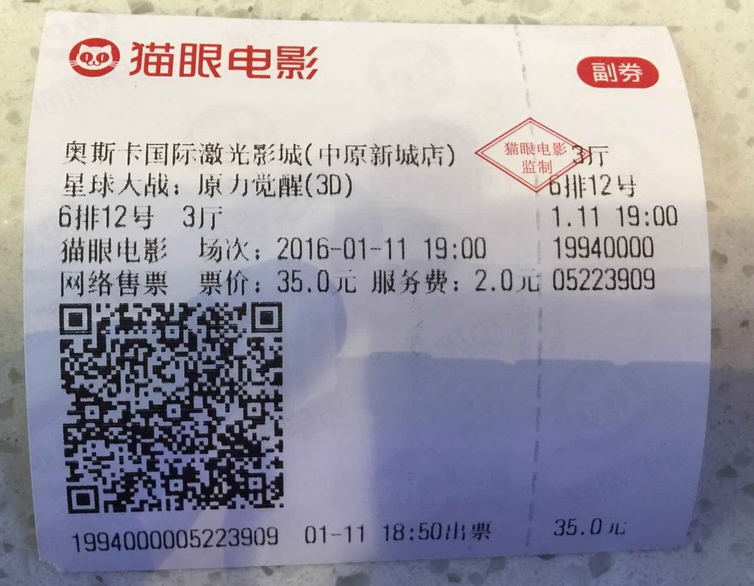 猫眼电影
副券
奥斯卡国际激光影城(中原新城店)
猫眼电影
监制
3厅
星球大战：原力觉醒(3D)
6排12号
6排12号 3厅
1.11 19:00
猫眼电影 场次：2016-01-11 19:00
19940000
网络售票 票价：35.0元 服务费：2.0元
05223909
1994000005223909 01-11 18:50出票
35.0元